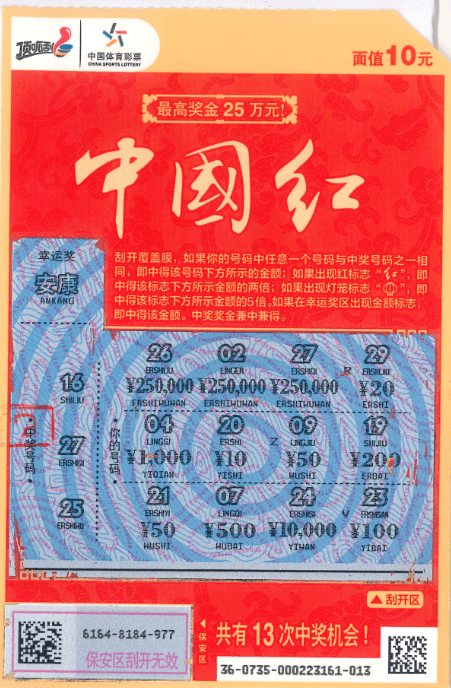 顶呱刮
中国体育彩票
CHINA SPORTS LOTTERY
面值10元
最高奖金25万元!
中國红
刮开覆盖膜,如果你的号码中任意一个号码与中奖号码之一相
同,即中得该号码下方所示的金额;如果出现红标志“红”,即
中得该标志下方所示金额的两倍;如果出现灯笼标志“”,即
中得该标志下方所示金额的5倍。如果在幸运奖区出现金额标志,
即中得该金额。中奖奖金兼中兼得。
幸运奖
安康
ANKANG
中奖号码
16
SHILIU
27
ERSHIQI
25
ERSHIWU
你的号码
26 02 27 29
ERSHILIU LINGER ERSHIQI R ERSHIJIU
¥250,000 ¥250,000 ¥250,000 ¥20
ERSHIWUWAN ERSHIWUWAN ERSHIWUWAN ERSHI
04 20 09 19
LINGSI ERSHI Z LINGJIU SHIJIU
¥1,000 ¥10 ¥50 ¥200
YIQIAN YISHI WUSHI ERBAI
21 07 24 23
ERSHIYI LINGQI ERSHISI V ERSHISAN
¥50 ¥500 ¥10,000 ¥100
WUSHI WUBAI YIWAN YIBAI
刮开区
6164-8184-977
保安区刮开无效
保安区
共有13次中奖机会!
36-0735-000223161-013